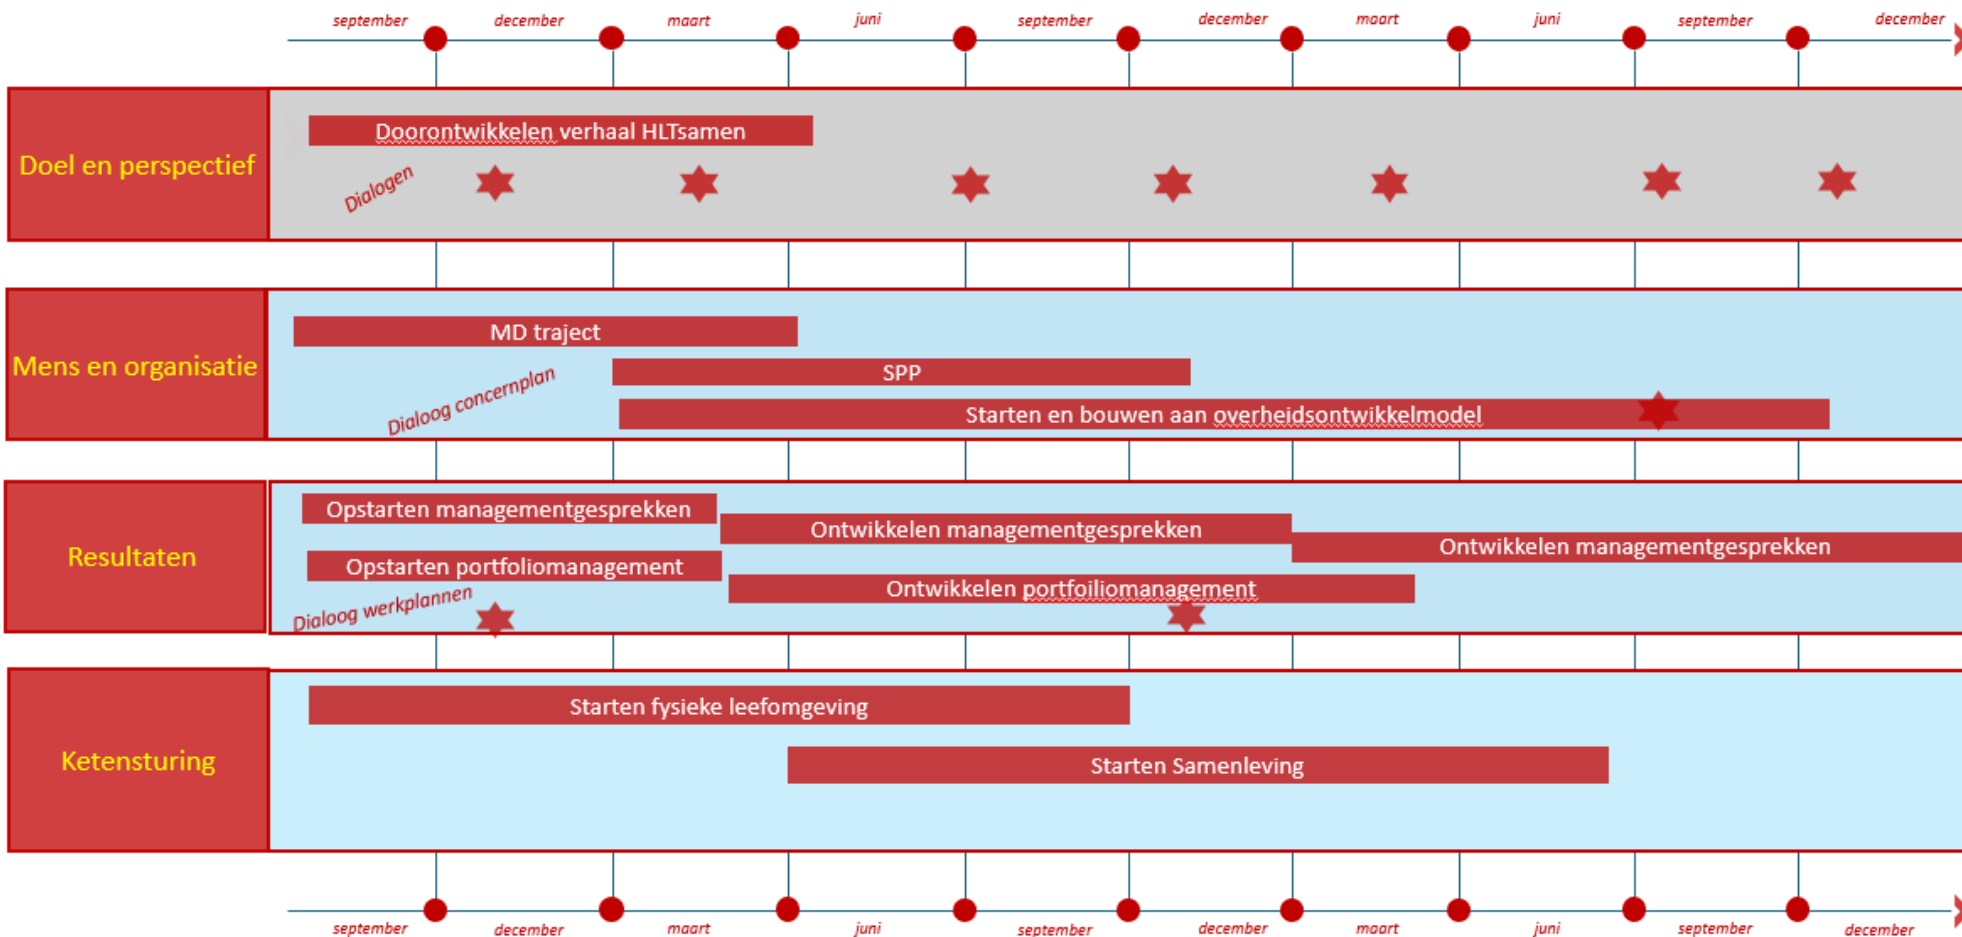 september december maart juni september december maart juni september december
Doel en perspectief
Doorontwikkelen verhaal HLTsamen
Dialogen
Mens en organisatie
MD traject
SPP
Dialoog concernplan
Starten en bouwen aan overheidsontwikkelmodel
Resultaten
Opstarten managementgesprekken
Ontwikkelen managementgesprekken
Ontwikkelen managementgesprekken
Opstarten portfoliomanagement
Ontwikkelen portfoiliomanagement
Dialoog werkplannen
Ketensturing
Starten fysieke leefomgeving
Starten Samenleving
september december maart juni september december maart juni september december